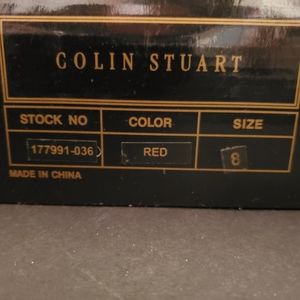 COLIN STUART
STOCK NO COLOR SIZE
177991-036 RED 8
MADE IN CHINA